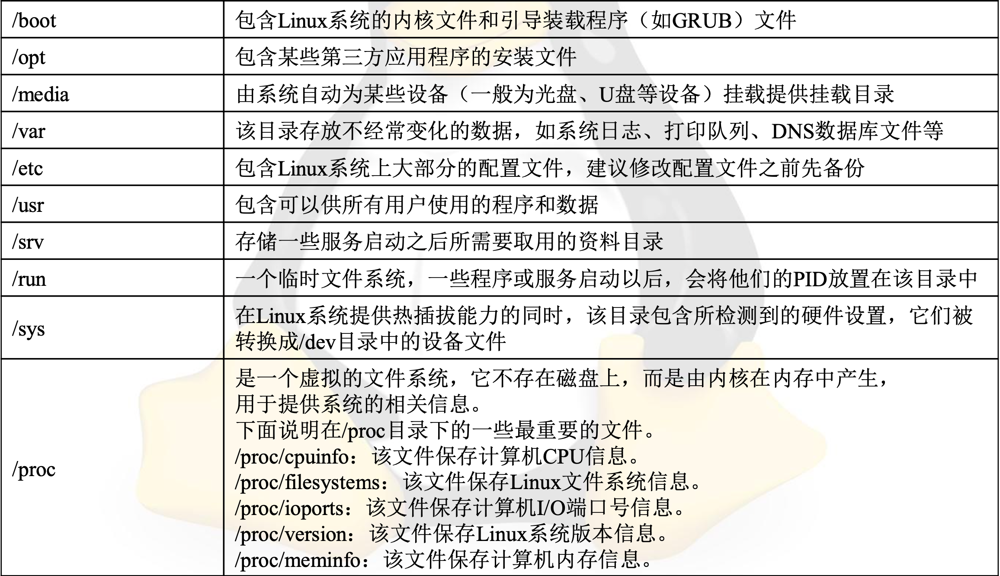 /boot 包含Linux系统的内核文件和引导装载程序（如GRUB）文件
/opt 包含某些第三方应用程序的安装文件
/media 由系统自动为某些设备（一般为光盘、U盘等设备）挂载提供挂载目录
/var 该目录存放不经常变化的数据，如系统日志、打印队列、DNS数据库文件等
/etc 包含Linux系统上大部分的配置文件，建议修改配置文件之前先备份
/usr 包含可以供所有用户使用的程序和数据
/srv 存储一些服务启动之后所需要取用的资料目录
/run 一个临时文件系统，一些程序或服务启动以后，会将他们的PID放置在该目录中
/sys
在Linux系统提供热插拔能力的同时，该目录包含所检测到的硬件设置，它们被
转换成/dev目录中的设备文件
/proc
是一个虚拟的文件系统，它不存在磁盘上，而是由内核在内存中产生，
用于提供系统的相关信息。
下面说明在/proc目录下的一些最重要的文件。
/proc/cpuinfo：该文件保存计算机CPU信息。
/proc/filesystems：该文件保存Linux文件系统信息。
/proc/ioports：该文件保存计算机I/O端口号信息。
/proc/version：该文件保存Linux系统版本信息。
/proc/meminfo：该文件保存计算机内存信息。